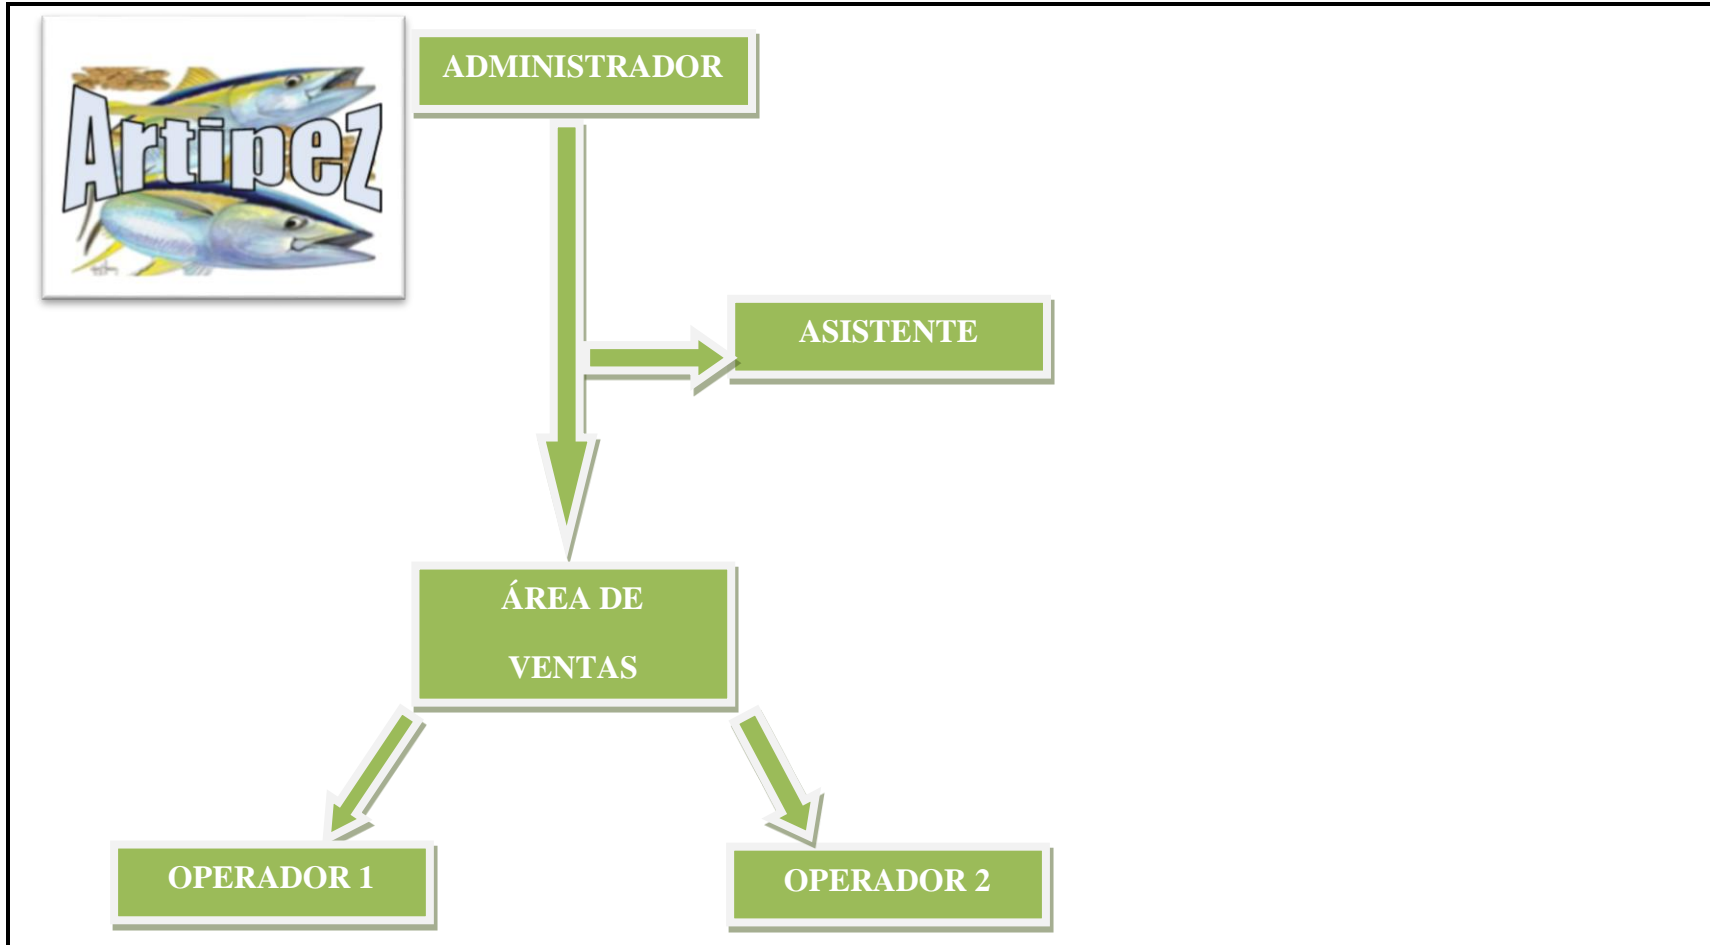 Artipez
ADMINISTRADOR
ASISTENTE
ÁREA DE
VENTAS
OPERADOR 1
OPERADOR 2